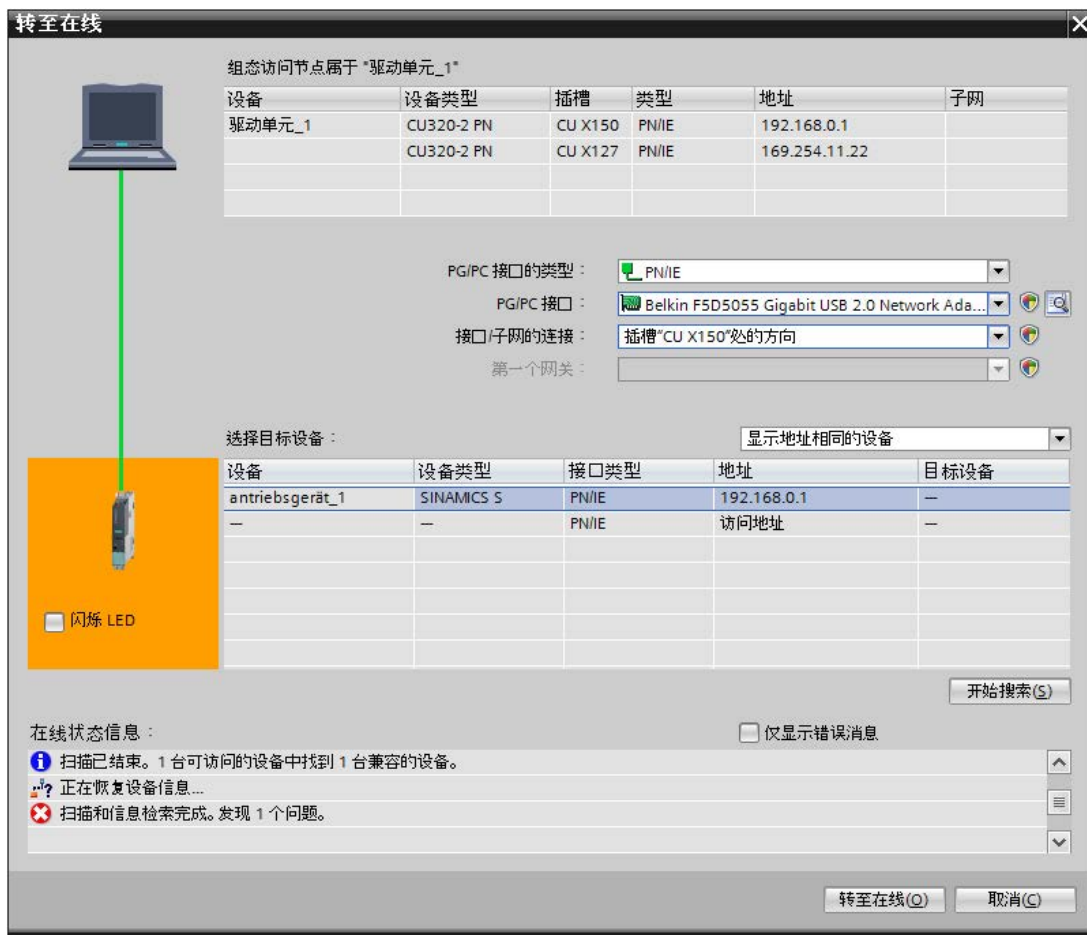 转至在线
组态访问节点属于 "驱动单元_1"
设备 设备类型 插槽 类型 地址 子网
驱动单元_1 CU320-2 PN CU X150 PN/IE 192.168.0.1
CU320-2 PN CU X127 PN/IE 169.254.11.22
PG/PC 接口的类型: PN/IE
PG/PC 接口: Belkin F5D5055 Gigabit USB 2.0 Network Ada...
接口/子网的连接: 插槽"CU X150"处的方向
第一个网关:
选择目标设备: 显示地址相同的设备
设备 设备类型 接口类型 地址 目标设备
antriebsgerät_1 SINAMICS S PN/IE 192.168.0.1 —
— — PN/IE 访问地址 —
闪烁 LED
开始搜索(S)
在线状态信息: 仅显示错误消息
扫描已结束。1 台可访问的设备中找到 1 台兼容的设备。
正在恢复设备信息...
扫描和信息检索完成。发现 1 个问题。
转至在线(O) 取消(C)